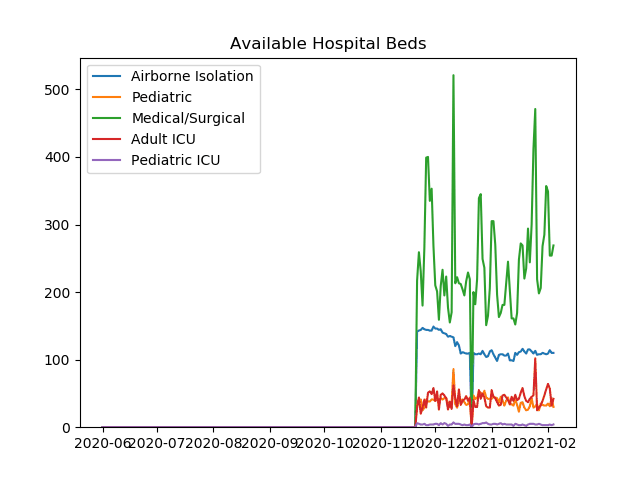 Available Hospital Beds
Airborne Isolation
Pediatric
Medical/Surgical
Adult ICU
Pediatric ICU
500
400
300
200
100
0
2020-06 2020-07 2020-08 2020-09 2020-10 2020-11 2020-12 2021-01 2021-02